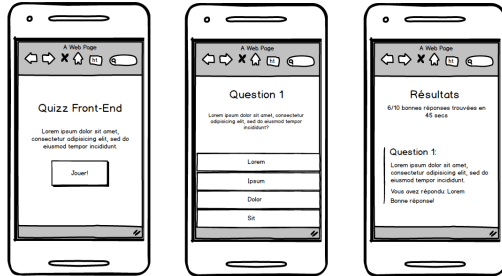 A Web Page
ht
Quizz Front-End
Lorem ipsum dolor sit amet,
consectetur adipisicing elit, sed do
eiusmod tempor incididunt.
Jouer!
A Web Page
ht
Question 1
Lorem ipsum dolor sit amet, consectetur
adipisicing elit, sed do eiusmod tempor
incididunt?
Lorem
Ipsum
Dolor
Sit
A Web Page
ht
Résultats
6/10 bonnes réponses trouvées en
45 secs
Question 1:
Lorem ipsum dolor sit amet,
consectetur adipisicing elit, sed do
eiusmod tempor incididunt.
Vous avez répondu: Lorem
Bonne réponse!